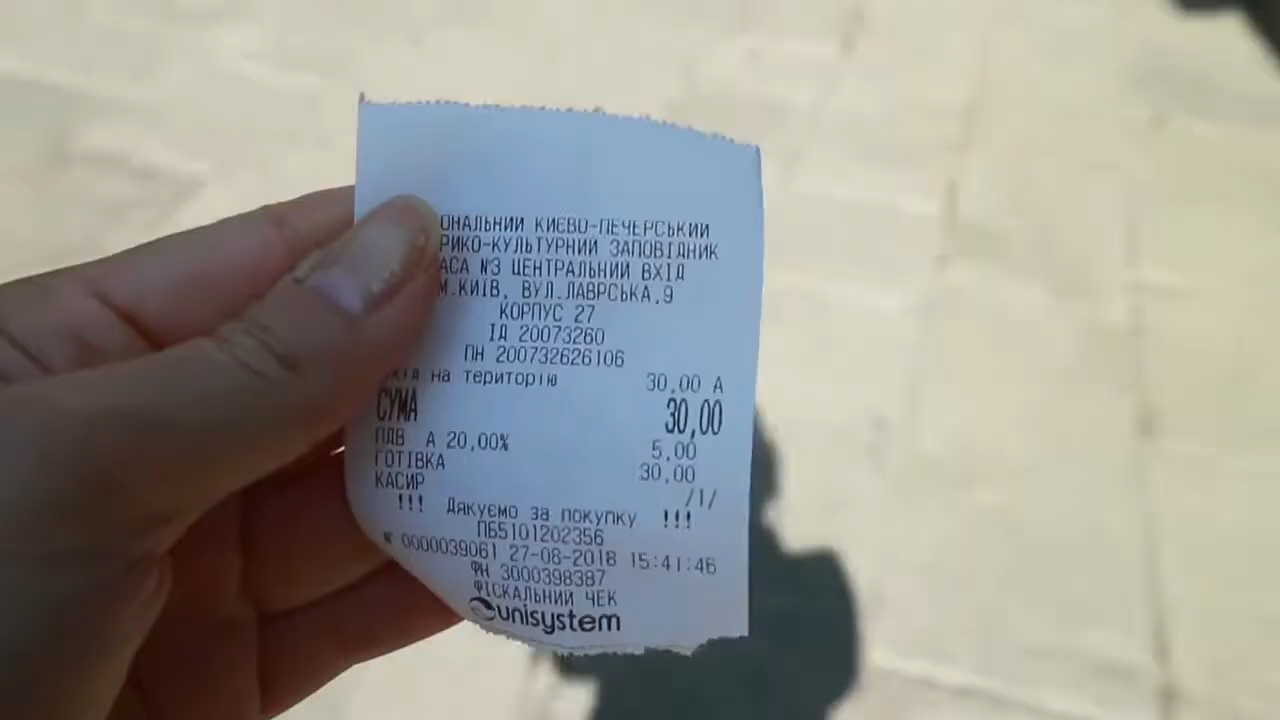 ОНАЛЬНИЙ КИЄВО-ПЕЧЕРСЬКИЙ
РИКО-КУЛЬТУРНИЙ ЗАПОВІДНИК
АСА №3 ЦЕНТРАЛЬНИЙ ВХІД
М.КИЇВ, ВУЛ.ЛАВРСЬКА,9
КОРПУС 27
ІД 20073260
ПН 200732626106
на територію 30,00 А
СУМА 30,00
ПДВ А 20,00% 5,00
ГОТІВКА 30,00
КАСИР /1/
!!! Дякуємо за покупку !!!
ПБ5101202356
№ 0000039061 27-08-2018 15:41:46
ФН 3000398387
ФІСКАЛЬНИЙ ЧЕК
unisystem